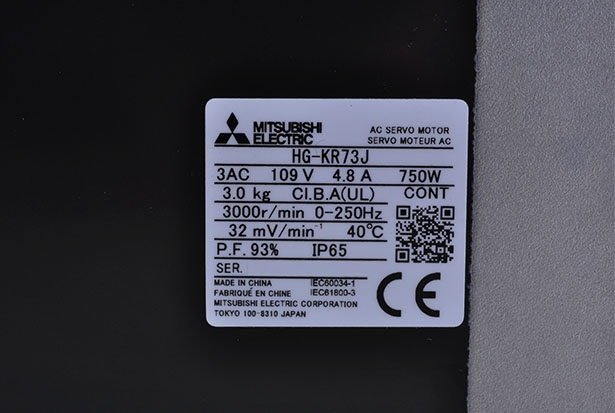 MITSUBISHI
ELECTRIC
AC SERVO MOTOR
SERVO MOTEUR AC
HG-KR73J
3AC 109 V 4.8 A 750W
3.0 kg Cl.B.A(UL) CONT
3000r/min 0-250Hz
32 mV/min⁻¹ 40℃
P.F. 93% IP65
SER.
MADE IN CHINA IEC60034-1
FABRIQUÉ EN CHINE IEC61800-3
MITSUBISHI ELECTRIC CORPORATION
TOKYO 100-8310 JAPAN
CE